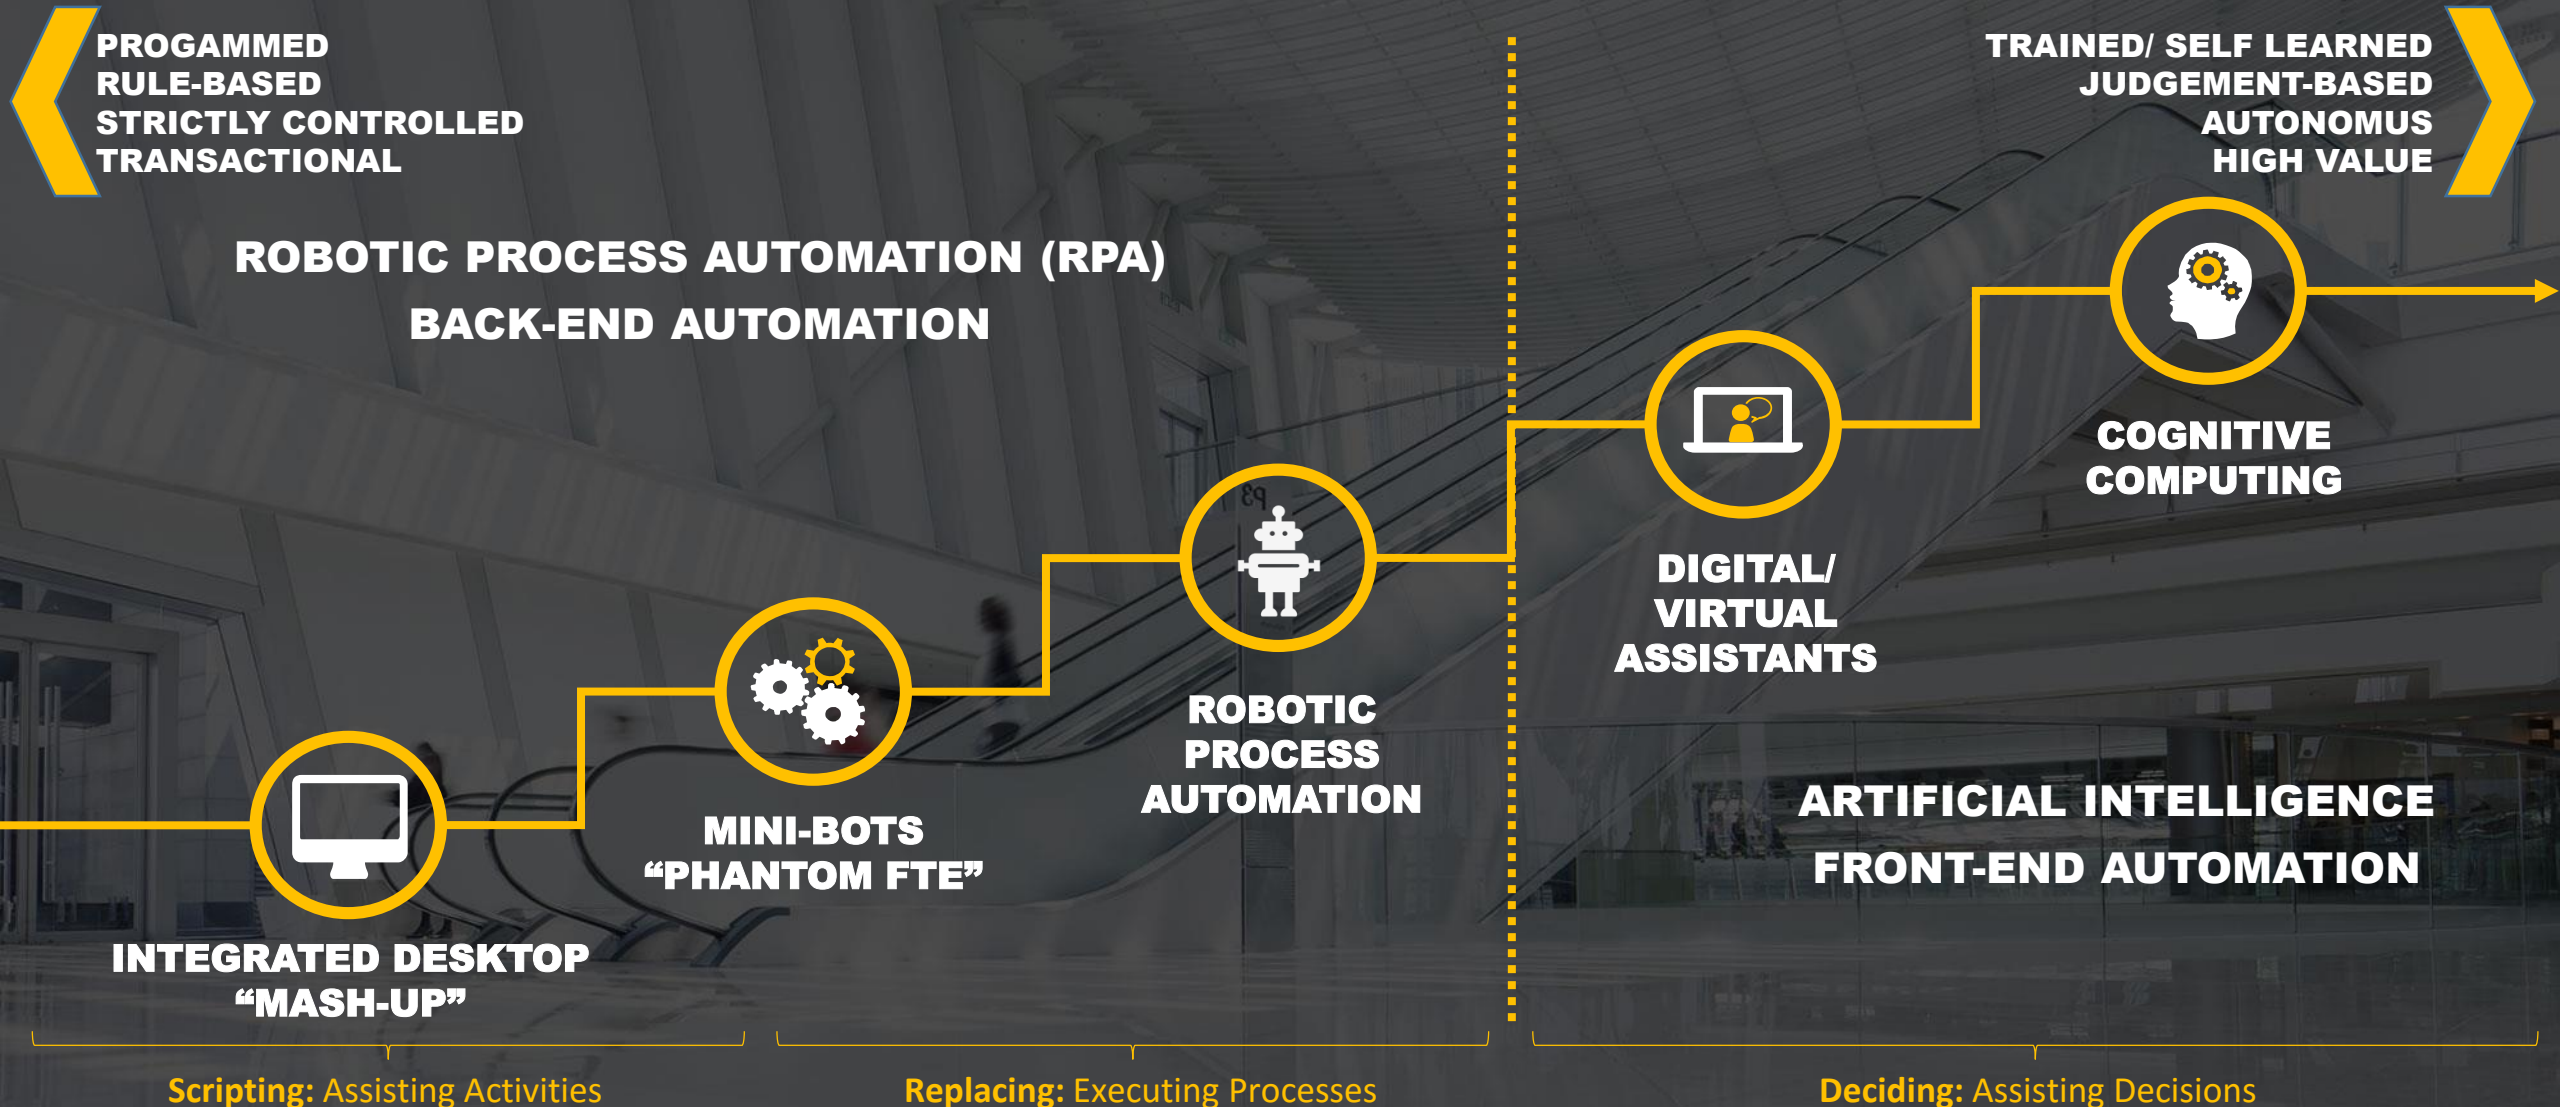 PROGAMMED
RULE-BASED
STRICTLY CONTROLLED
TRANSACTIONAL
TRAINED/ SELF LEARNED
JUDGEMENT-BASED
AUTONOMUS
HIGH VALUE
ROBOTIC PROCESS AUTOMATION (RPA)
BACK-END AUTOMATION
COGNITIVE
COMPUTING
P3
DIGITAL/
VIRTUAL
ASSISTANTS
ROBOTIC
PROCESS
AUTOMATION
MINI-BOTS
“PHANTOM FTE”
ARTIFICIAL INTELLIGENCE
FRONT-END AUTOMATION
INTEGRATED DESKTOP
“MASH-UP”
Scripting: Assisting Activities
Replacing: Executing Processes
Deciding: Assisting Decisions